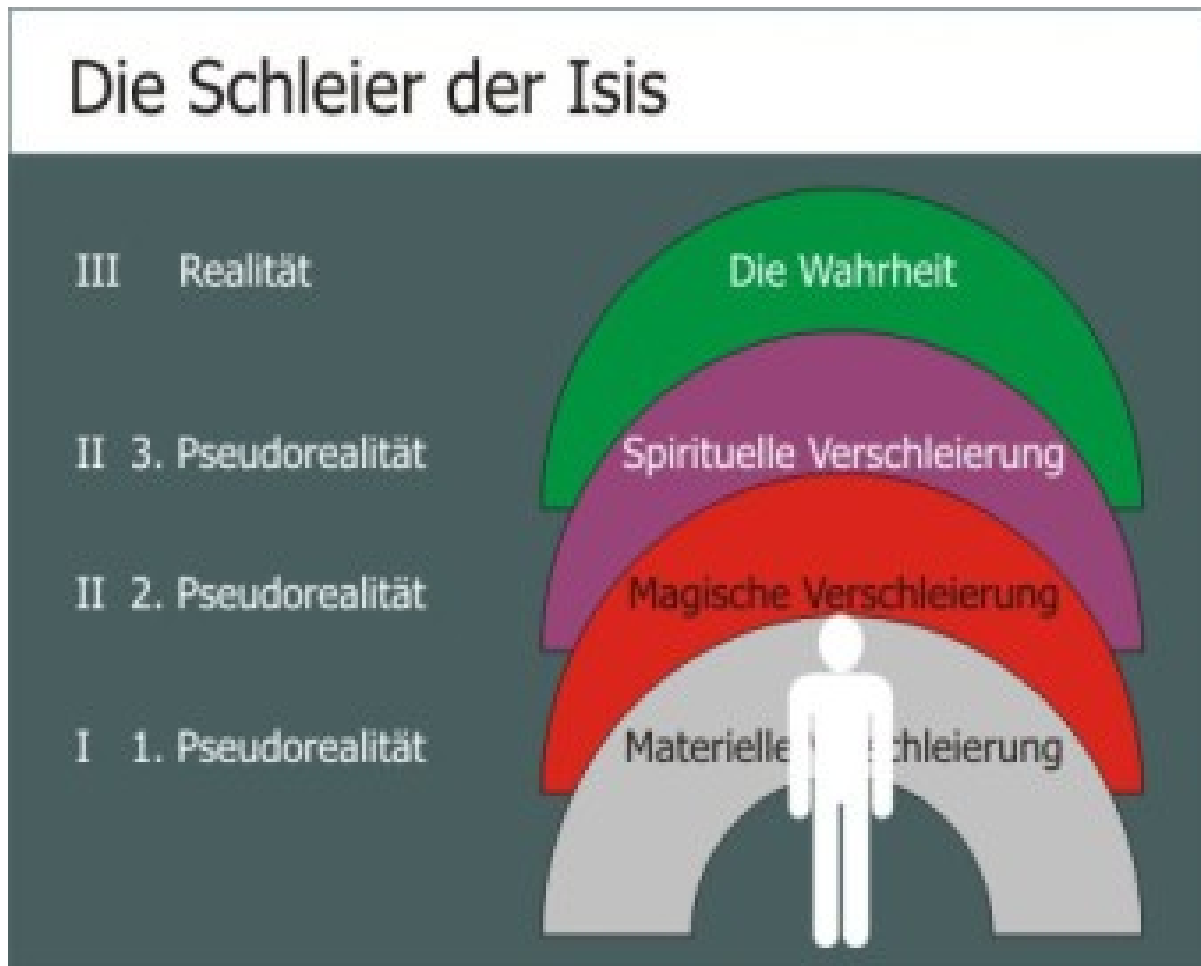 Die Schleier der Isis
III Realität Die Wahrheit
II 3. Pseudorealität Spirituelle Verschleierung
II 2. Pseudorealität Magische Verschleierung
I 1. Pseudorealität Materielle schleierung